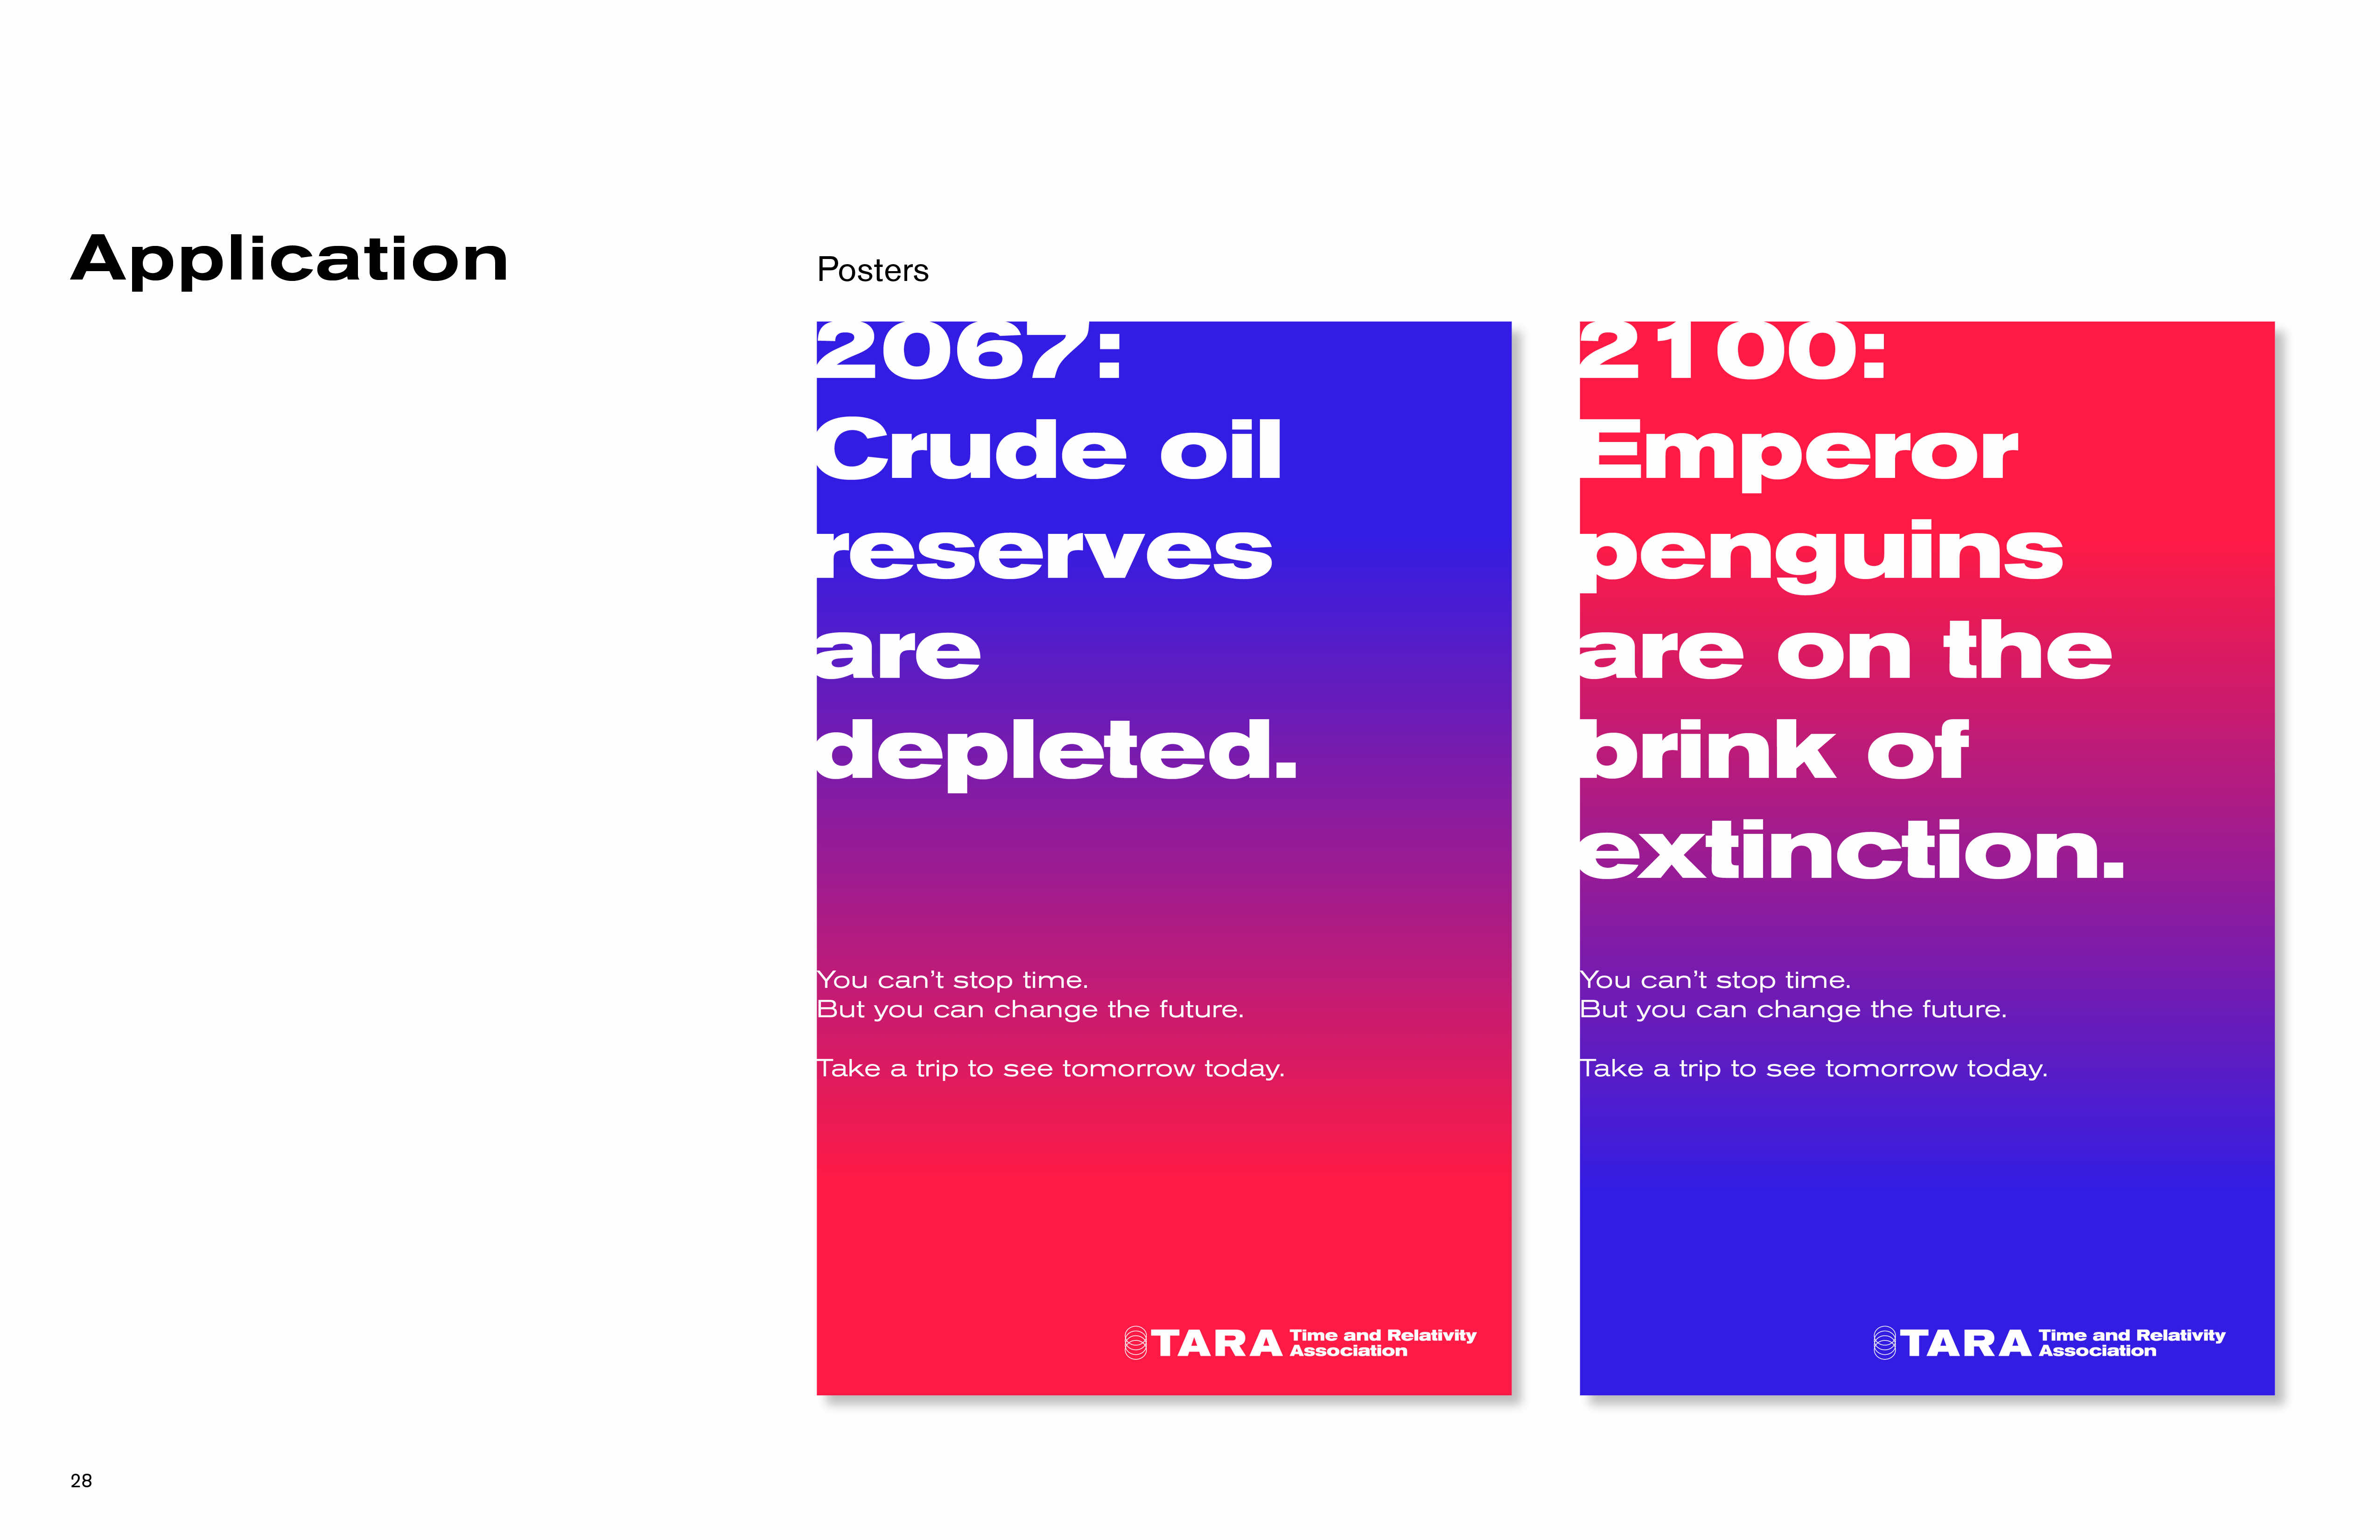 Application
Posters
2067:
Crude oil
reserves
are
depleted.
You can’t stop time.
But you can change the future.
Take a trip to see tomorrow today.
TARA Time and Relativity
Association
2100:
Emperor
penguins
are on the
brink of
extinction.
You can’t stop time.
But you can change the future.
Take a trip to see tomorrow today.
TARA Time and Relativity
Association
28